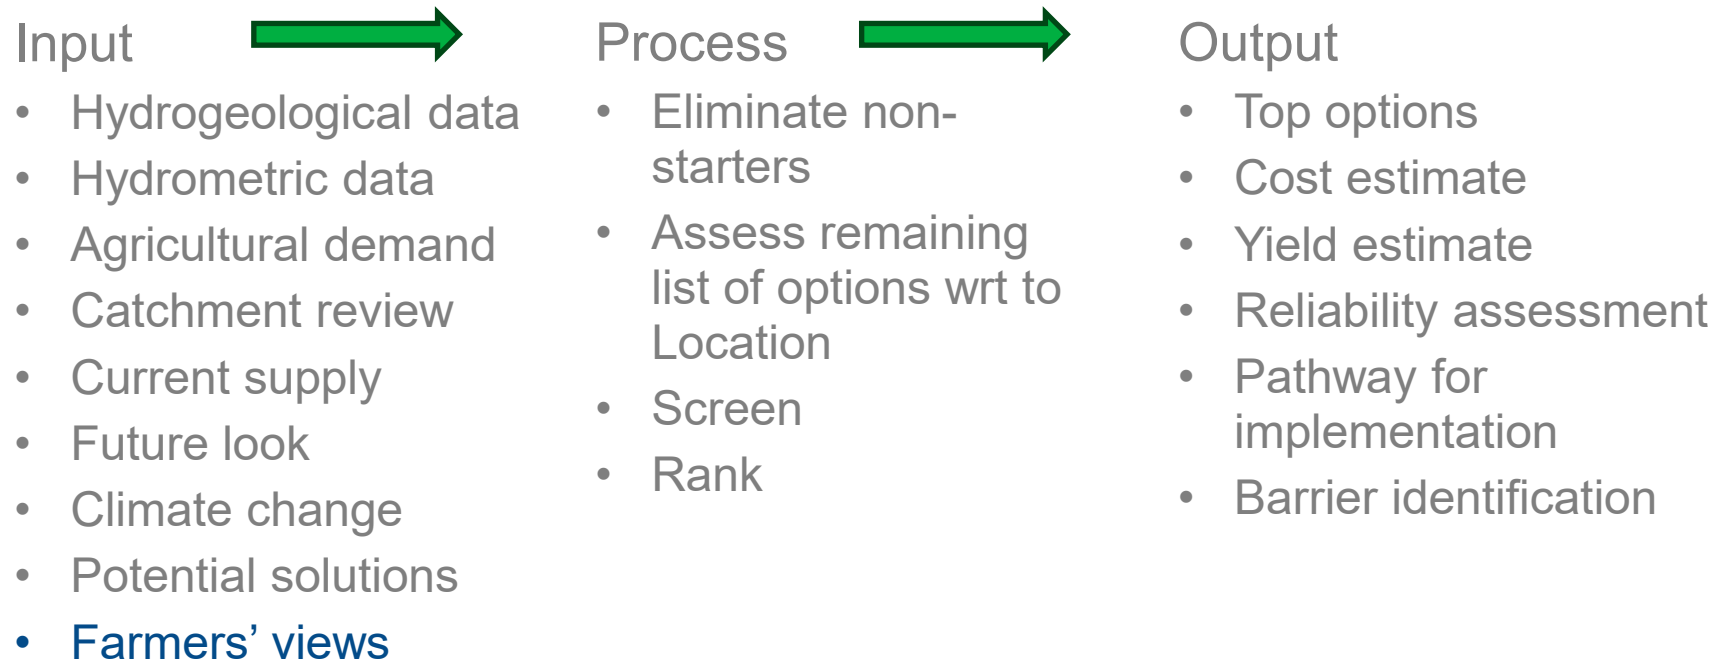 Input
• Hydrogeological data
• Hydrometric data
• Agricultural demand
• Catchment review
• Current supply
• Future look
• Climate change
• Potential solutions
• Farmers’ views
Process
• Eliminate non-
starters
• Assess remaining
list of options wrt to
Location
• Screen
• Rank
Output
• Top options
• Cost estimate
• Yield estimate
• Reliability assessment
• Pathway for
implementation
• Barrier identification